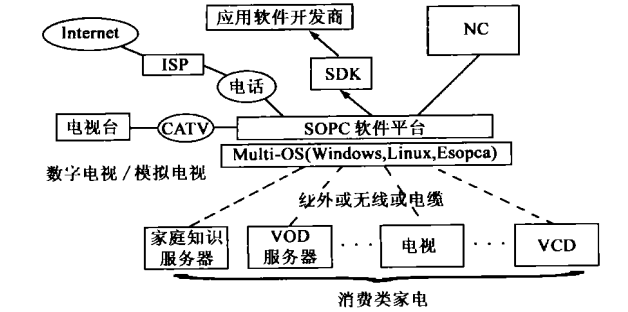 Internet
应用软件开发商
NC
ISP
SDK
电话
电视台
CATV
SOPC 软件平台
Multi-OS(Windows,Linux,Esopca)
数字电视/模拟电视
红外或无线或电缆
家庭知识
服务器
VOD
服务器
···
电视
···
VCD
消费类家电